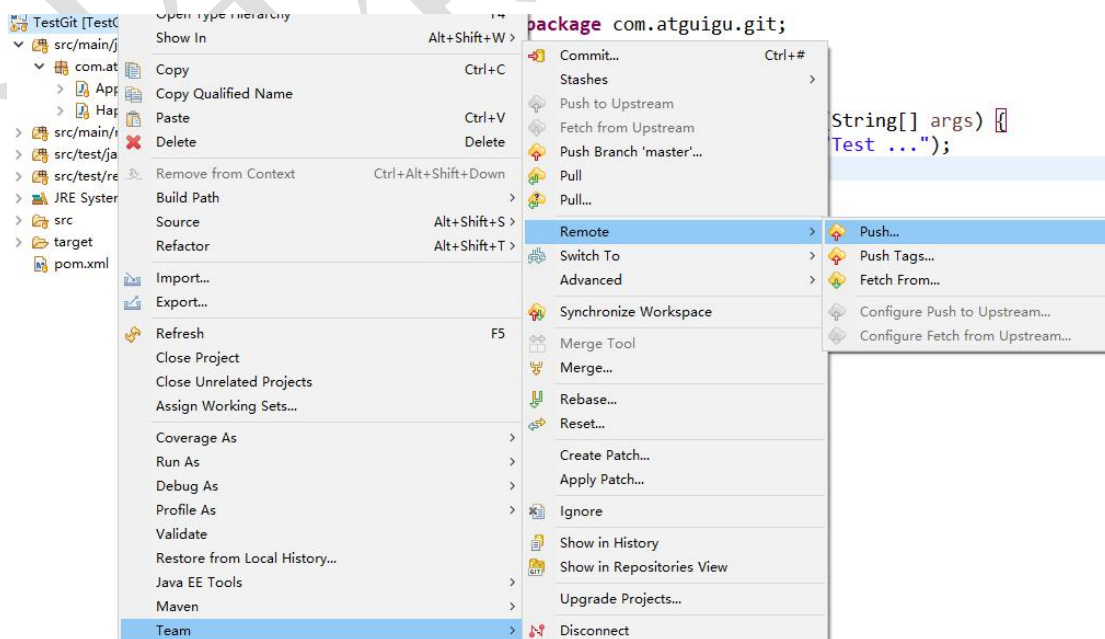 TestGit [Test
src/main/j
com.at
App
Hap
src/main/r
src/test/ja
src/test/re
JRE Syster
src
target
pom.xml
Open Type Hierarchy F4
Show In Alt+Shift+W >
Copy Ctrl+C
Copy Qualified Name
Paste Ctrl+V
Delete Delete
Remove from Context Ctrl+Alt+Shift+Down
Build Path >
Source Alt+Shift+S >
Refactor Alt+Shift+T >
Import...
Export...
Refresh F5
Close Project
Close Unrelated Projects
Assign Working Sets...
Coverage As >
Run As >
Debug As >
Profile As >
Validate
Restore from Local History...
Java EE Tools >
Maven >
Team >
package com.atguigu.git;
String[] args) {
Test ...");
Commit... Ctrl+#
Stashes >
Push to Upstream
Fetch from Upstream
Push Branch 'master'...
Pull
Pull...
Remote >
Switch To >
Advanced >
Synchronize Workspace
Merge Tool
Merge...
Rebase...
Reset...
Create Patch...
Apply Patch...
Ignore
Show in History
Show in Repositories View
Upgrade Projects...
Disconnect
Push...
Push Tags...
Fetch From...
Configure Push to Upstream...
Configure Fetch from Upstream...